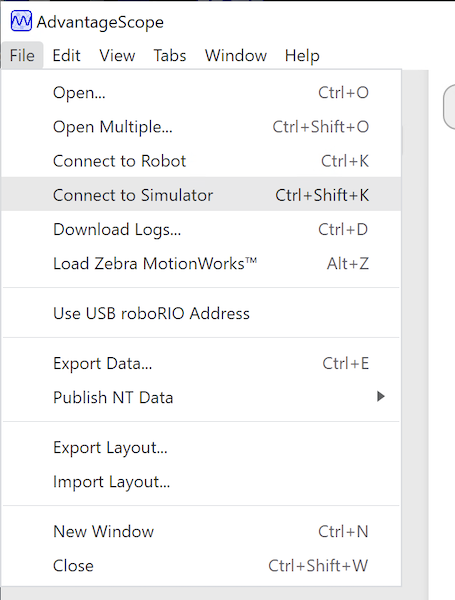 AdvantageScope
File Edit View Tabs Window Help
Open... Ctrl+O
Open Multiple... Ctrl+Shift+O
Connect to Robot Ctrl+K
Connect to Simulator Ctrl+Shift+K
Download Logs... Ctrl+D
Load Zebra MotionWorks™ Alt+Z
Use USB roboRIO Address
Export Data... Ctrl+E
Publish NT Data
Export Layout...
Import Layout...
New Window Ctrl+N
Close Ctrl+Shift+W